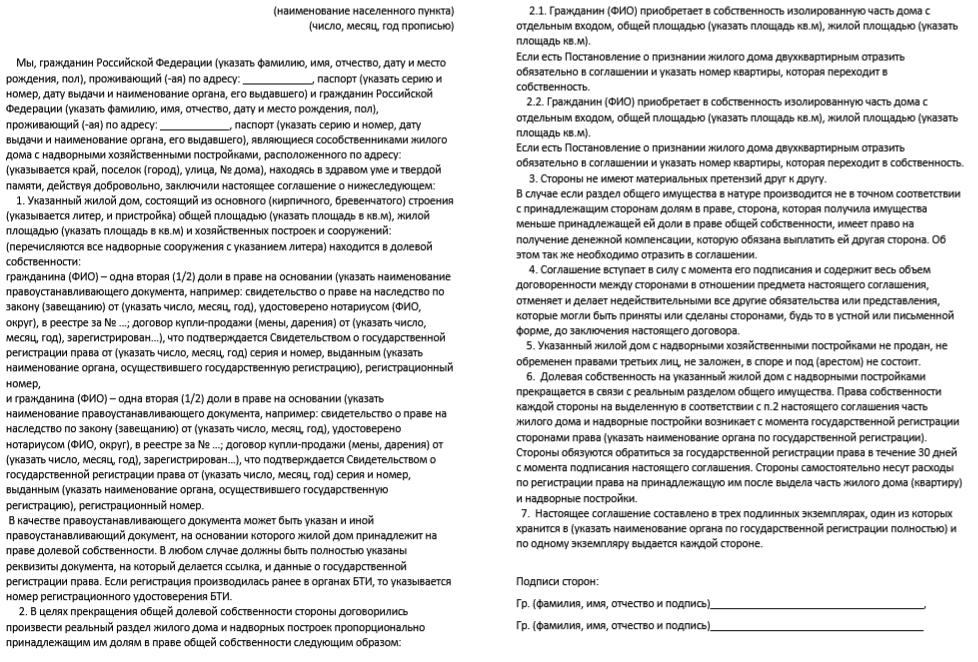 (наименование населенного пункта)
(число, месяц, год прописью)
Мы, гражданин Российской Федерации (указать фамилию, имя, отчество, дату и место
рождения, пол), проживающий (-ая) по адресу: ____________, паспорт (указать серию и
номер, дату выдачи и наименование органа, его выдавшего) и гражданин Российской
Федерации (указать фамилию, имя, отчество, дату и место рождения, пол),
проживающий (-ая) по адресу: ____________, паспорт (указать серию и номер, дату
выдачи и наименование органа, его выдавшего), являющиеся сособственниками жилого
дома с надворными хозяйственными постройками, расположенного по адресу:
(указывается край, поселок (город), улица, № дома), находясь в здравом уме и твердой
памяти, действуя добровольно, заключили настоящее соглашение о нижеследующем:
1. Указанный жилой дом, состоящий из основного (кирпичного, бревенчатого) строения
(указывается литер, и пристройка) общей площадью (указать площадь в кв.м), жилой
площадью (указать площадь в кв.м) и хозяйственных построек и сооружений:
(перечисляются все надворные сооружения с указанием литера) находится в долевой
собственности:
гражданина (ФИО) – одна вторая (1/2) доли в праве на основании (указать наименование
правоустанавливающего документа, например: свидетельство о праве на наследство по
закону (завещанию) от (указать число, месяц, год), удостоверено нотариусом (ФИО,
округ), в реестре за № ...; договор купли-продажи (мены, дарения) от (указать число,
месяц, год), зарегистрирован...), что подтверждается Свидетельством о государственной
регистрации права от (указать число, месяц, год) серия и номер, выданным (указать
наименование органа, осуществившего государственную регистрацию), регистрационный
номер,
и гражданина (ФИО) – одна вторая (1/2) доли в праве на основании (указать
наименование правоустанавливающего документа, например: свидетельство о праве на
наследство по закону (завещанию) от (указать число, месяц, год), удостоверено
нотариусом (ФИО, округ), в реестре за № ...; договор купли-продажи (мены, дарения) от
(указать число, месяц, год), зарегистрирован...), что подтверждается Свидетельством о
государственной регистрации права от (указать число, месяц, год) серия и номер,
выданным (указать наименование органа, осуществившего государственную
регистрацию), регистрационный номер.
В качестве правоустанавливающего документа может быть указан и иной
правоустанавливающий документ, на основании которого жилой дом принадлежит на
праве долевой собственности. В любом случае должны быть полностью указаны
реквизиты документа, на который делается ссылка, и данные о государственной
регистрации права. Если регистрация производилась ранее в органах БТИ, то указывается
номер регистрационного удостоверения БТИ.
2. В целях прекращения общей долевой собственности стороны договорились
произвести реальный раздел жилого дома и надворных построек пропорционально
принадлежащим им долям в праве общей собственности следующим образом:
2.1. Гражданин (ФИО) приобретает в собственность изолированную часть дома с
отдельным входом, общей площадью (указать площадь кв.м), жилой площадью (указать
площадь кв.м).
Если есть Постановление о признании жилого дома двухквартирным отразить
обязательно в соглашении и указать номер квартиры, которая переходит в
собственность.
2.2. Гражданин (ФИО) приобретает в собственность изолированную часть дома с
отдельным входом, общей площадью (указать площадь кв.м), жилой площадью (указать
площадь кв.м).
Если есть Постановление о признании жилого дома двухквартирным отразить
обязательно в соглашении и указать номер квартиры, которая переходит в собственность.
3. Стороны не имеют материальных претензий друг к другу.
В случае если раздел общего имущества в натуре производится не в точном соответствии
с принадлежащим сторонам долям в праве, сторона, которая получила имущества
меньше принадлежащей ей доли в праве общей собственности, имеет право на
получение денежной компенсации, которую обязана выплатить ей другая сторона. Об
этом так же необходимо отразить в соглашении.
4. Соглашение вступает в силу с момента его подписания и содержит весь объем
договоренности между сторонами в отношении предмета настоящего соглашения,
отменяет и делает недействительными все другие обязательства или представления,
которые могли быть приняты или сделаны сторонами, будь то в устной или письменной
форме, до заключения настоящего договора.
5. Указанный жилой дом с надворными хозяйственными постройками не продан, не
обременен правами третьих лиц, не заложен, в споре и под (арестом) не состоит.
6. Долевая собственность на указанный жилой дом с надворными постройками
прекращается в связи с реальным разделом общего имущества. Права собственности
каждой стороны на выделенную в соответствии с п.2 настоящего соглашения часть
жилого дома и надворные постройки возникает с момента государственной регистрации
сторонами права (указать наименование органа по государственной регистрации).
Стороны обязуются обратиться за государственной регистрации права в течение 30 дней
с момента подписания настоящего соглашения. Стороны самостоятельно несут расходы
по регистрации права на принадлежащую им после выдела часть жилого дома (квартиру)
и надворные постройки.
7. Настоящее соглашение составлено в трех подлинных экземплярах, один из которых
хранится в (указать наименование органа по государственной регистрации полностью) и
по одному экземпляру выдается каждой стороне.
Подписи сторон:
Гр. (фамилия, имя, отчество и подпись)____________________________________,
Гр. (фамилия, имя, отчество и подпись)____________________________________